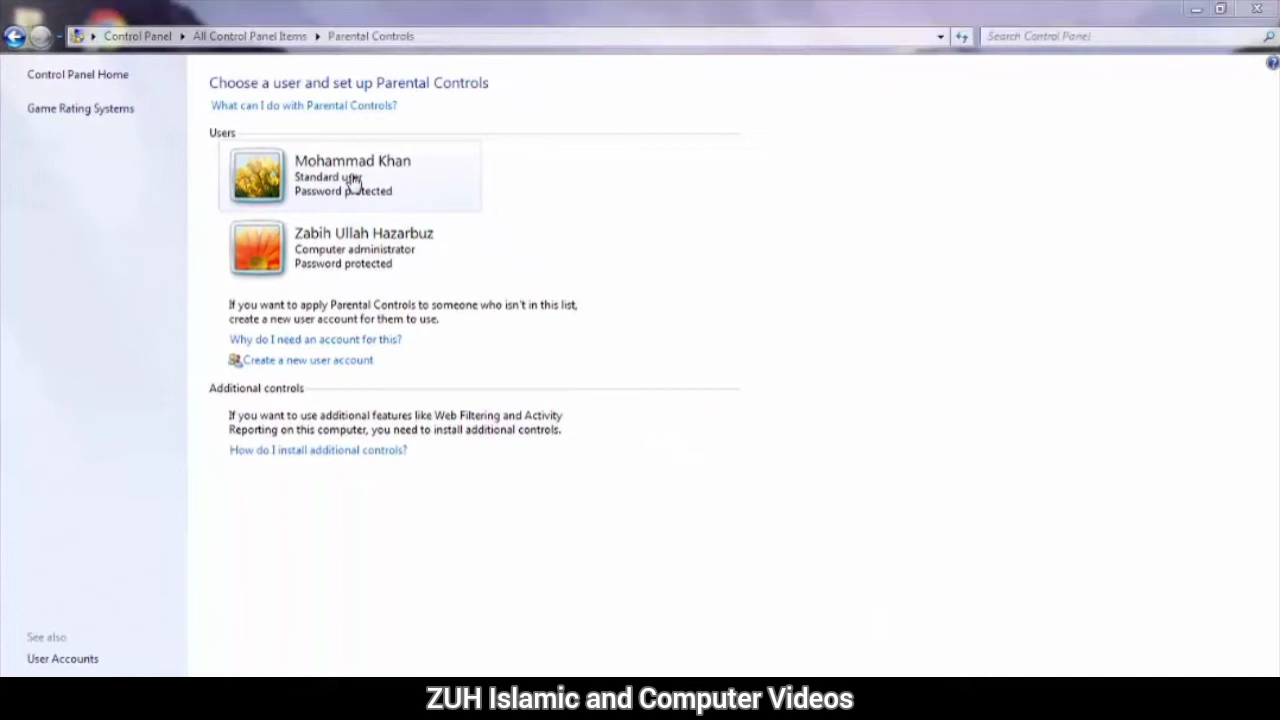 Control Panel
All Control Panel Items
Parental Controls
Search Control Panel
Control Panel Home
Game Rating Systems
Choose a user and set up Parental Controls
What can I do with Parental Controls?
Users
Mohammad Khan
Standard user
Password protected
Zabih Ullah Hazarbuz
Computer administrator
Password protected
If you want to apply Parental Controls to someone who isn't in this list,
create a new user account for them to use.
Why do I need an account for this?
Create a new user account
Additional controls
If you want to use additional features like Web Filtering and Activity
Reporting on this computer, you need to install additional controls.
How do I install additional controls?
See also
User Accounts
ZUH Islamic and Computer Videos